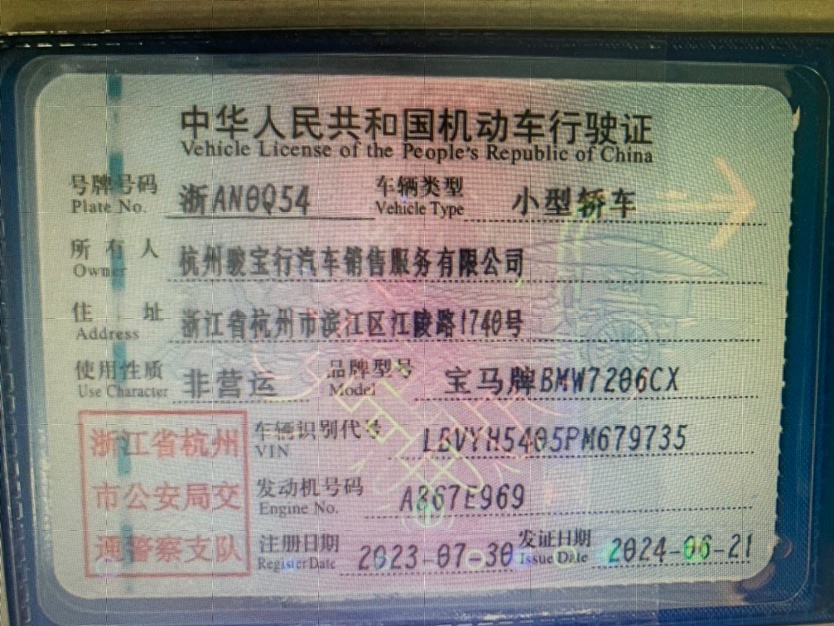 中华人民共和国机动车行驶证
Vehicle License of the People's Republic of China
号牌号码 浙AN0Q54 车辆类型 小型轿车
Plate No. Vehicle Type
所有人 杭州骏宝行汽车销售服务有限公司
Owner
住址 浙江省杭州市滨江区江陵路1740号
Address
使用性质 非营运 品牌型号 宝马牌BMW7206CX
Use Character Model
浙江省杭州 车辆识别代号 LBVYH5405PM679735
VIN
市公安局交 发动机号码 A867E969
Engine No.
通警察支队 注册日期 2023-07-30 发证日期 2024-06-21
Register Date Issue Date